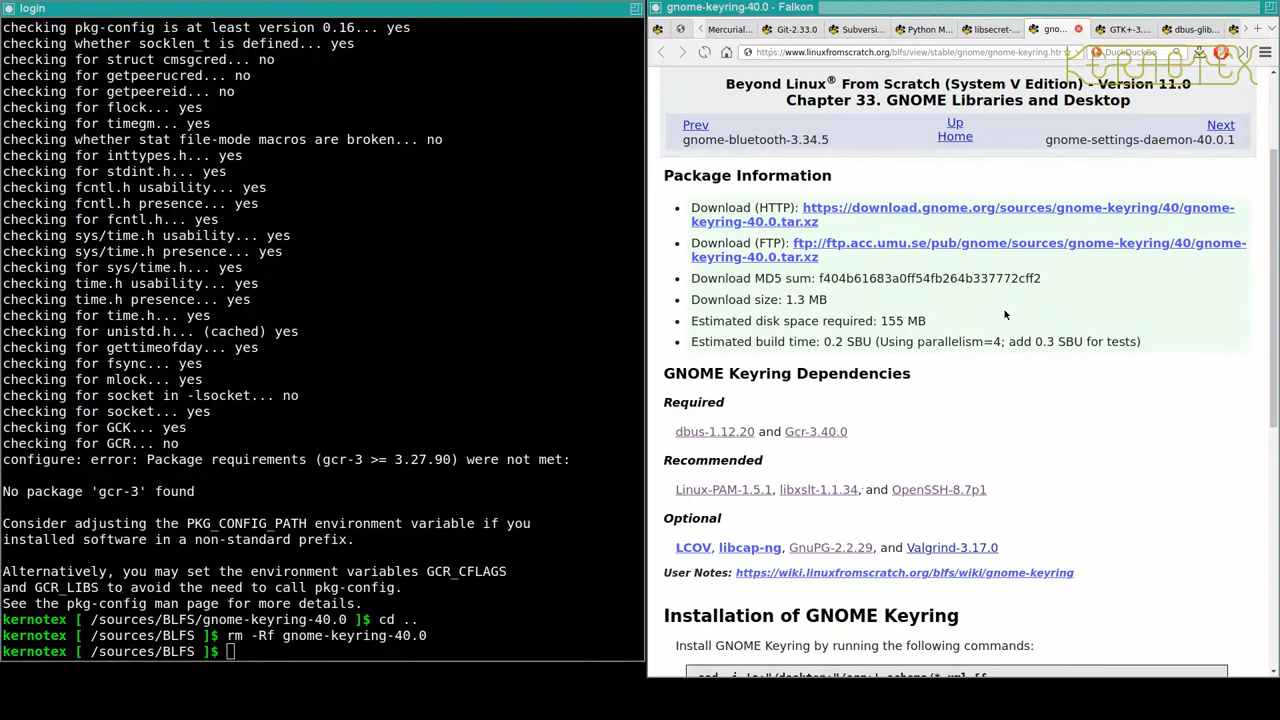 login
checking pkg-config is at least version 0.16... yes
checking whether socklen_t is defined... yes
checking for struct cmsgcred... no
checking for getpeerucred... no
checking for getpeereid... no
checking for flock... yes
checking for timegm... yes
checking whether stat file-mode macros are broken... no
checking for inttypes.h... yes
checking for stdint.h... yes
checking fcntl.h usability... yes
checking fcntl.h presence... yes
checking for fcntl.h... yes
checking sys/time.h usability... yes
checking sys/time.h presence... yes
checking for sys/time.h... yes
checking time.h usability... yes
checking time.h presence... yes
checking for time.h... yes
checking for unistd.h... (cached) yes
checking for gettimeofday... yes
checking for fsync... yes
checking for mlock... yes
checking for socket in -lsocket... no
checking for socket... yes
checking for GCK... yes
checking for GCR... no
configure: error: Package requirements (gcr-3 >= 3.27.90) were not met:
No package 'gcr-3' found
Consider adjusting the PKG_CONFIG_PATH environment variable if you
installed software in a non-standard prefix.
Alternatively, you may set the environment variables GCR_CFLAGS
and GCR_LIBS to avoid the need to call pkg-config.
See the pkg-config man page for more details.
kernotex [ /sources/BLFS/gnome-keyring-40.0 ]$ cd ..
kernotex [ /sources/BLFS ]$ rm -Rf gnome-keyring-40.0
kernotex [ /sources/BLFS ]$
gnome-keyring-40.0 - Falkon
Mercurial... Git-2.33.0 Subversi... Python M... libsecret-... gno... GTK+-3.... dbus-glib...
https://www.linuxfromscratch.org/blfs/view/stable/gnome/gnome-keyring.htm DuckDuckGo
KERNOTEX
Beyond Linux® From Scratch (System V Edition) - Version 11.0
Chapter 33. GNOME Libraries and Desktop
Prev Up Next
gnome-bluetooth-3.34.5 Home gnome-settings-daemon-40.0.1
Package Information
Download (HTTP): https://download.gnome.org/sources/gnome-keyring/40/gnome-
keyring-40.0.tar.xz
Download (FTP): ftp://ftp.acc.umu.se/pub/gnome/sources/gnome-keyring/40/gnome-
keyring-40.0.tar.xz
Download MD5 sum: f404b61683a0ff54fb264b337772cff2
Download size: 1.3 MB
Estimated disk space required: 155 MB
Estimated build time: 0.2 SBU (Using parallelism=4; add 0.3 SBU for tests)
GNOME Keyring Dependencies
Required
dbus-1.12.20 and Gcr-3.40.0
Recommended
Linux-PAM-1.5.1, libxslt-1.1.34, and OpenSSH-8.7p1
Optional
LCOV, libcap-ng, GnuPG-2.2.29, and Valgrind-3.17.0
User Notes: https://wiki.linuxfromscratch.org/blfs/wiki/gnome-keyring
Installation of GNOME Keyring
Install GNOME Keyring by running the following commands: